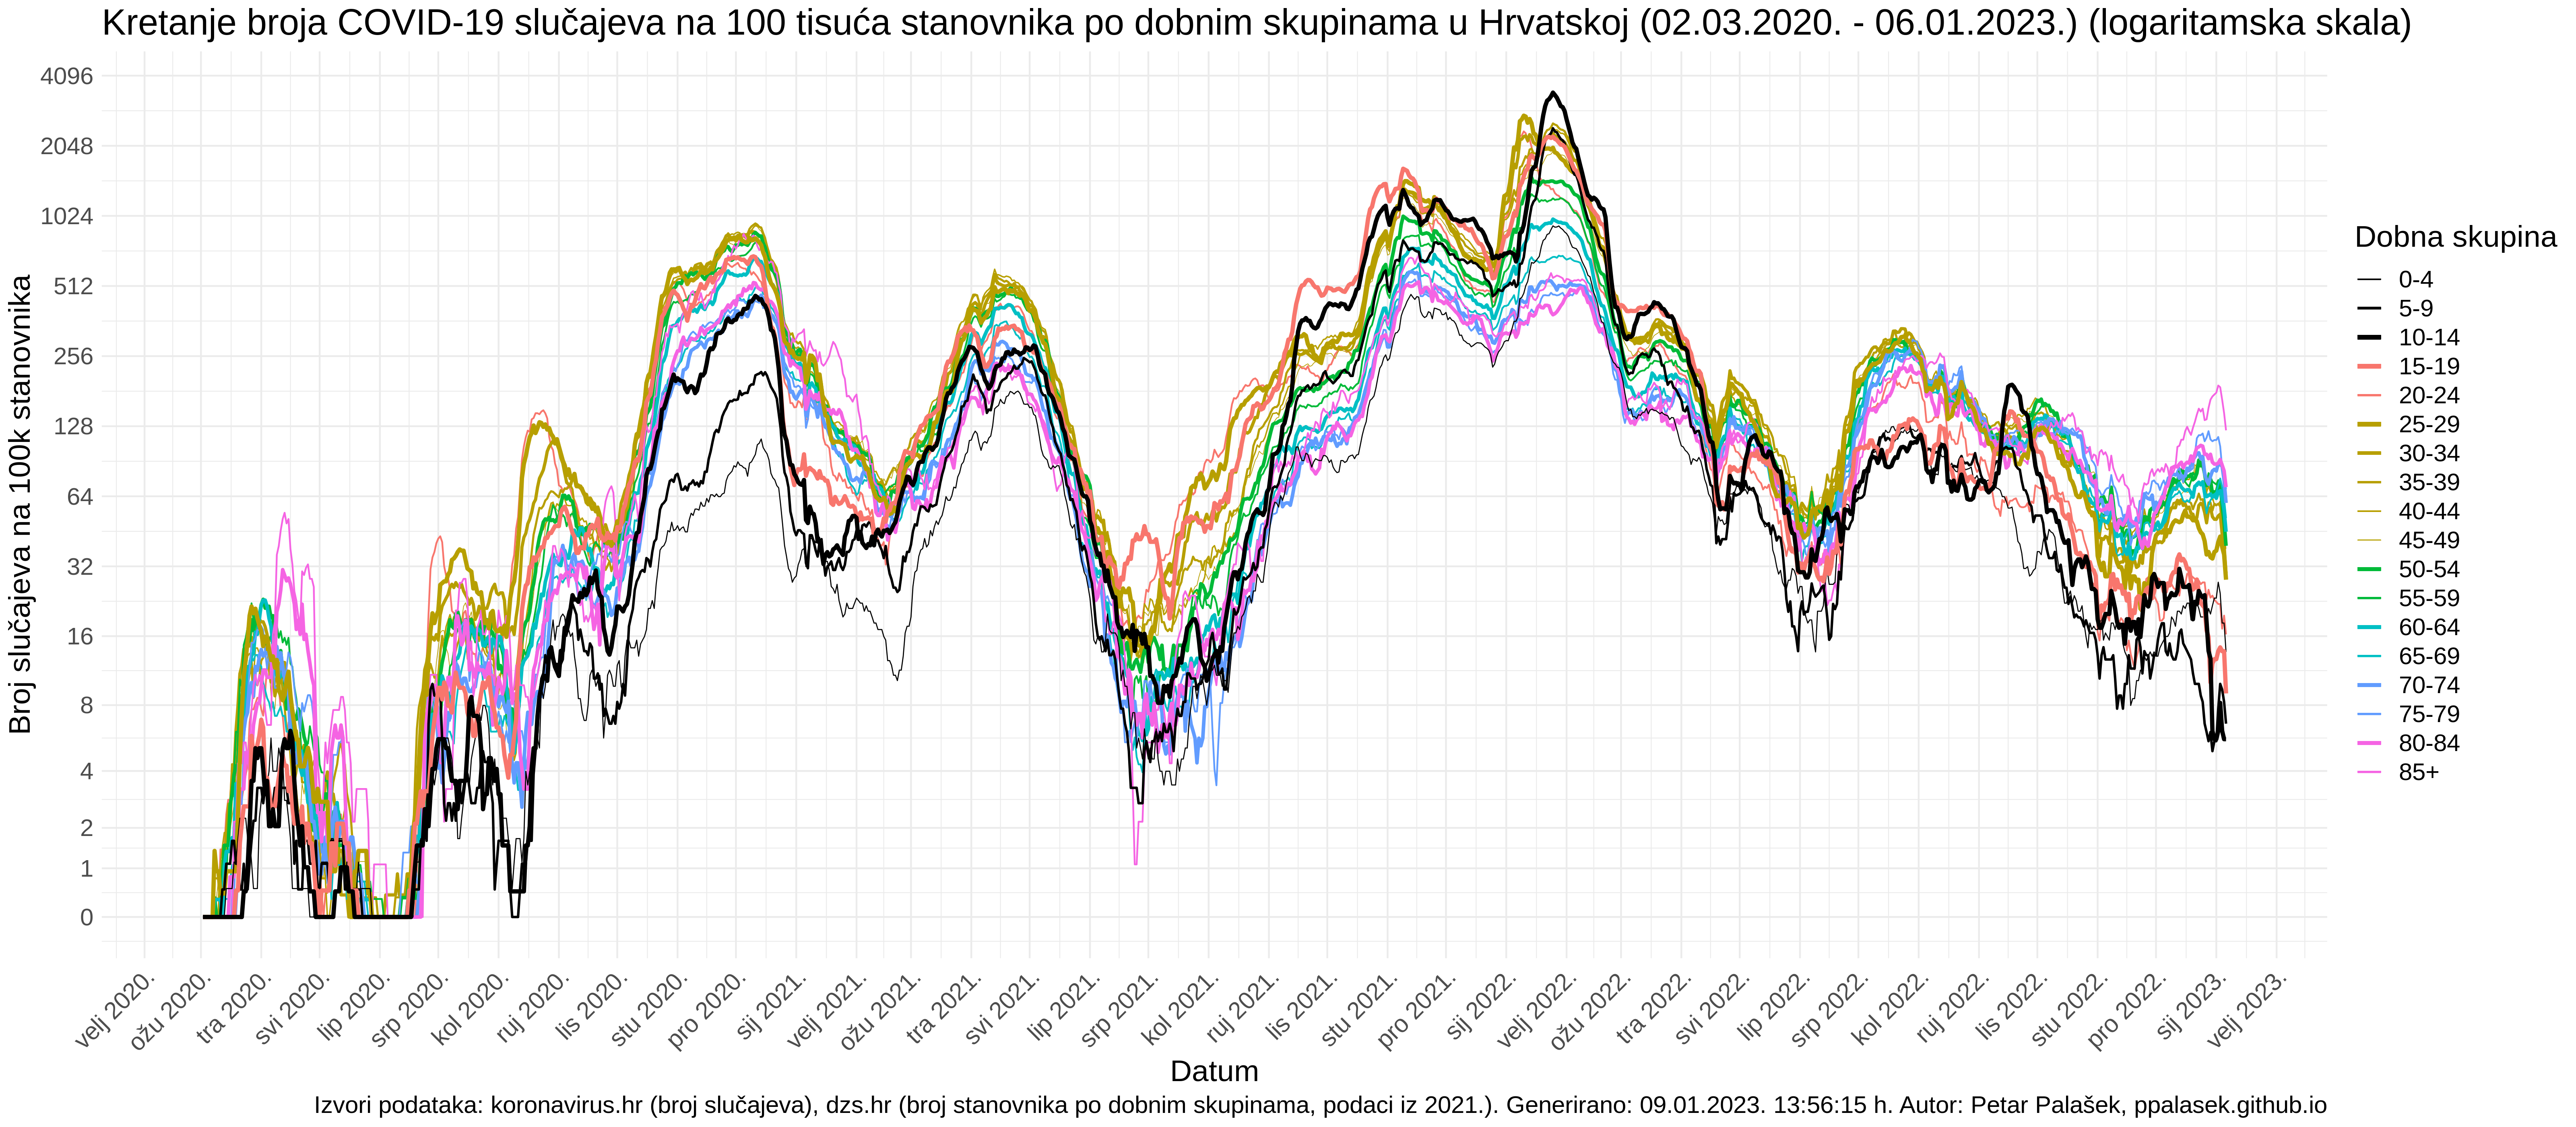 Kretanje broja COVID-19 slučajeva na 100 tisuća stanovnika po dobnim skupinama u Hrvatskoj (02.03.2020. - 06.01.2023.) (logaritamska skala)
Broj slučajeva na 100k stanovnika
4096
2048
1024
512
256
128
64
32
16
8
4
2
1
0
velj 2020.
ožu 2020.
tra 2020.
svi 2020.
lip 2020.
srp 2020.
kol 2020.
ruj 2020.
lis 2020.
stu 2020.
pro 2020.
sij 2021.
velj 2021.
ožu 2021.
tra 2021.
svi 2021.
lip 2021.
srp 2021.
kol 2021.
ruj 2021.
lis 2021.
stu 2021.
pro 2021.
sij 2022.
velj 2022.
ožu 2022.
tra 2022.
svi 2022.
lip 2022.
srp 2022.
kol 2022.
ruj 2022.
lis 2022.
stu 2022.
pro 2022.
sij 2023.
velj 2023.
Datum
Dobna skupina
0-4
5-9
10-14
15-19
20-24
25-29
30-34
35-39
40-44
45-49
50-54
55-59
60-64
65-69
70-74
75-79
80-84
85+
Izvori podataka: koronavirus.hr (broj slučajeva), dzs.hr (broj stanovnika po dobnim skupinama, podaci iz 2021.). Generirano: 09.01.2023. 13:56:15 h. Autor: Petar Palašek, ppalasek.github.io